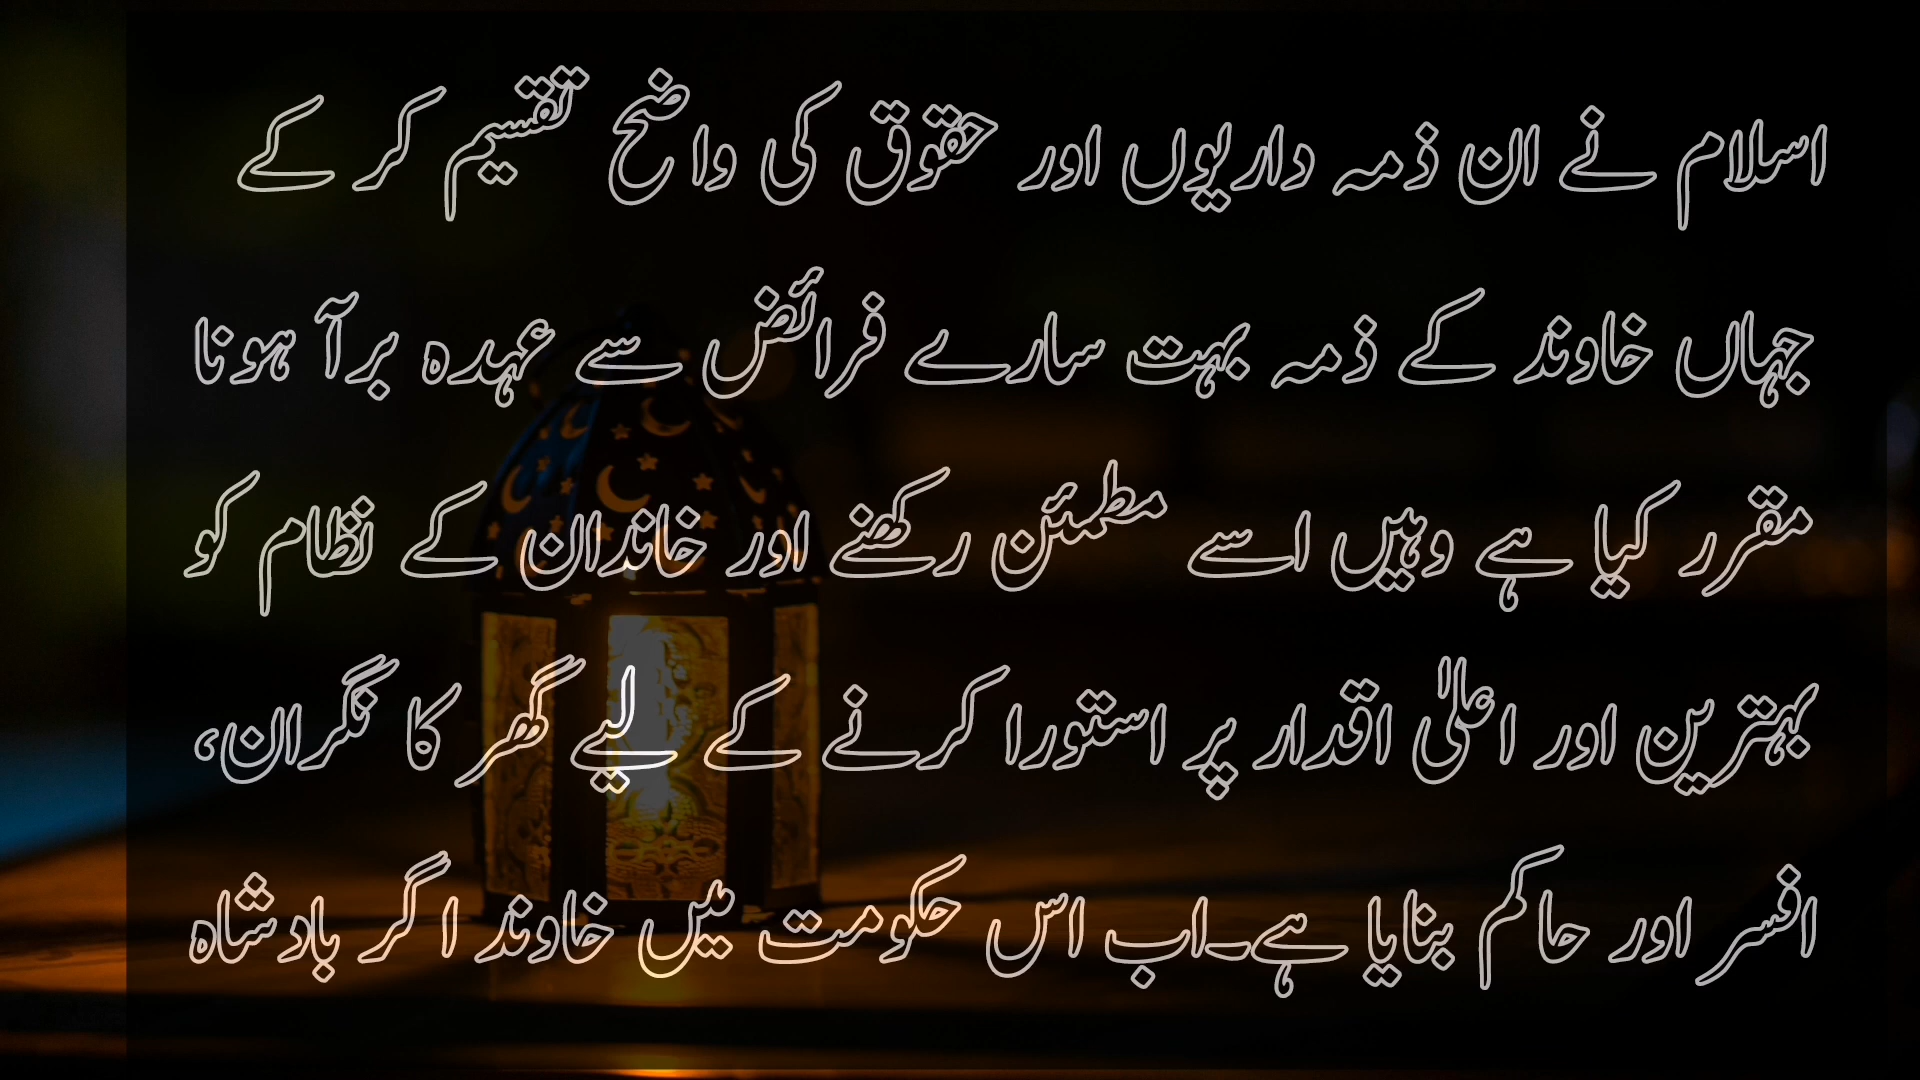 اسلام نے ان ذمہ داریوں اور حقوق کی واضح تقسیم کر کے
جہاں خاوند کے ذمہ بہت سارے فرائض سے عہدہ برآ ہونا
مقرر کیا ہے وہیں اسے مطمئن رکھنے اور خاندان کے نظام کو
بہترین اور اعلیٰ اقدار پر استورا کرنے کے لیے گھر کا نگران،
افسر اور حاکم بنایا ہے۔اب اس حکومت میں خاوند اگر بادشاہ